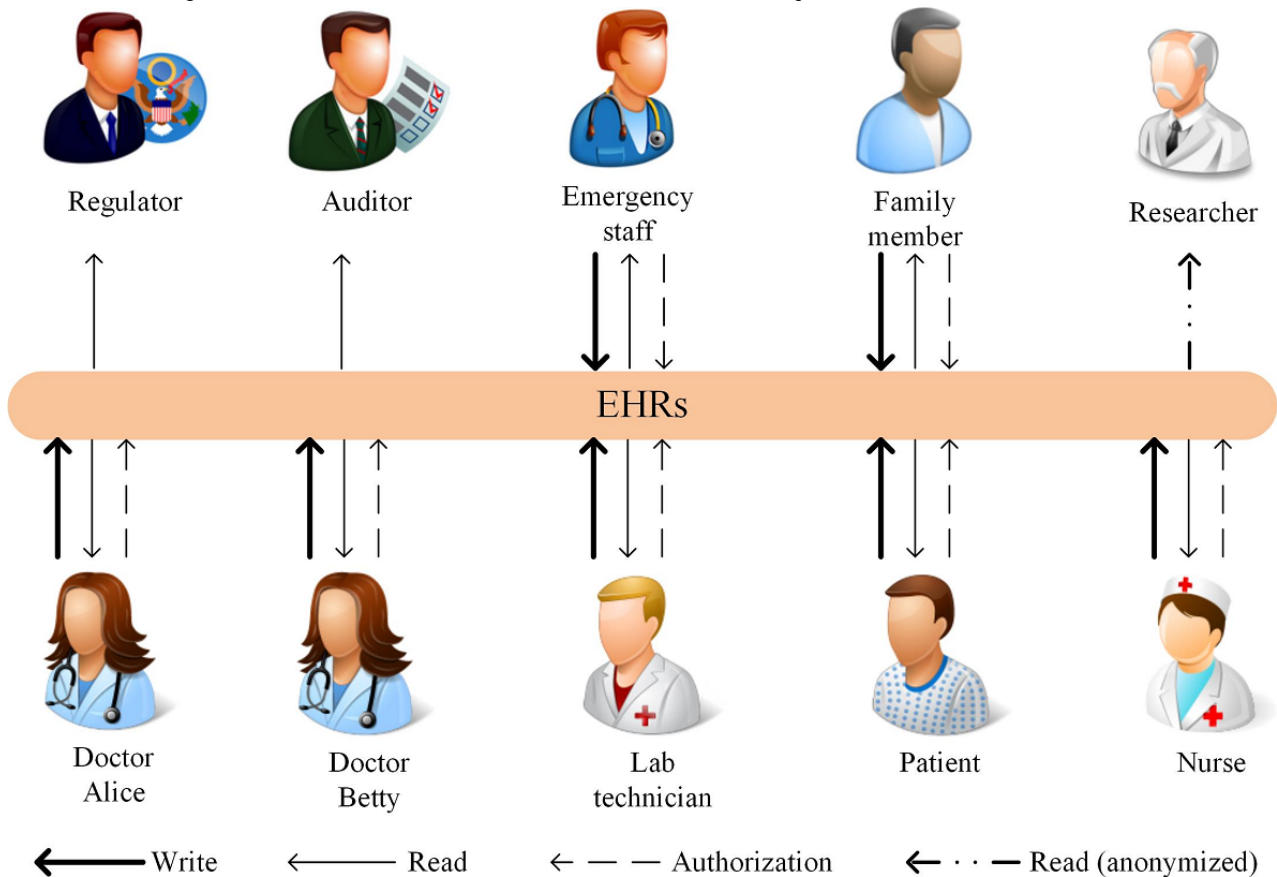 Regulator
Auditor
Emergency
staff
Family
member
Researcher
EHRs
Doctor
Alice
Doctor
Betty
Lab
technician
Patient
Nurse
Write
Read
Authorization
Read (anonymized)